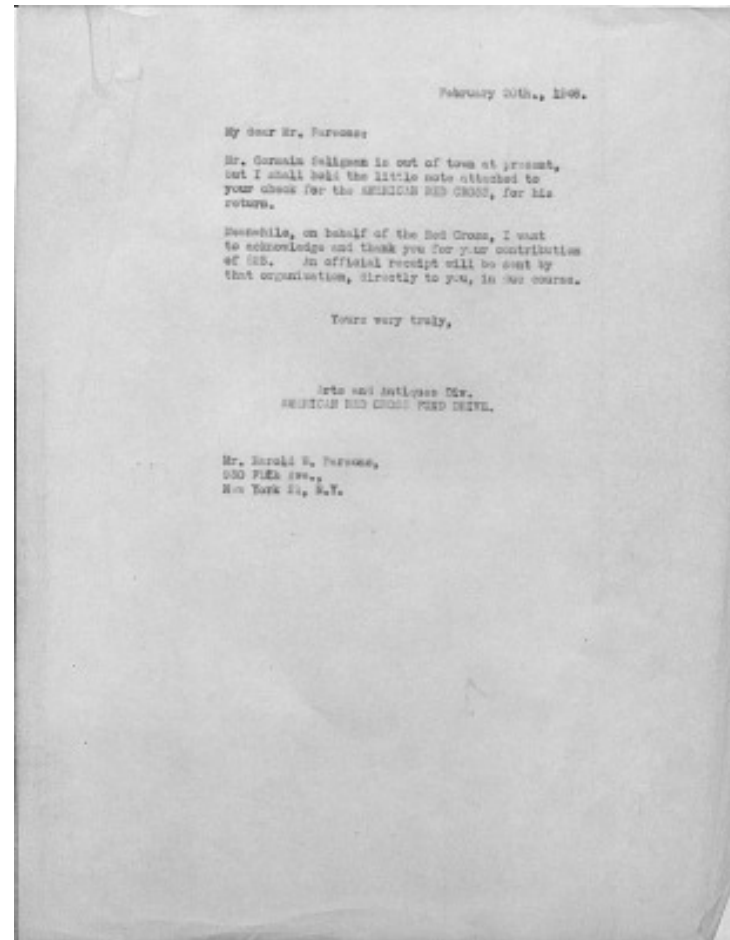 February 20th., 1946.
My dear Mr. Parsons:
Mr. Germain Seligman is out of town at present,
but I shall hold the little note attached to
your check for the AMERICAN RED CROSS, for his
return.
Meanwhile, on behalf of the Red Cross, I want
to acknowledge and thank you for your contribution
of $25. An official receipt will be sent by
that organization, directly to you, in due course.
Yours very truly,
Arts and Antiques Div.
AMERICAN RED CROSS FUND DRIVE.
Mr. Harold W. Parsons,
Fifth Ave.,
New York N.Y.